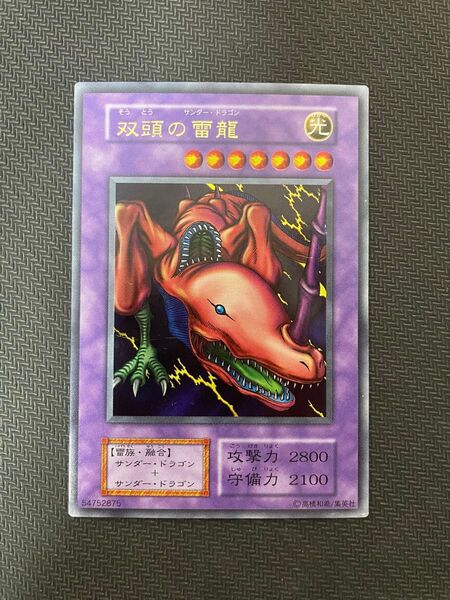 そう とう サンダー・ドラゴン
双頭の雷龍
光
【雷族・融合】
サンダー・ドラゴン
+
サンダー・ドラゴン
こう げき りょく
攻撃力 2800
しゅ び りょく
守備力 2100
54752875
©高橋和希/集英社